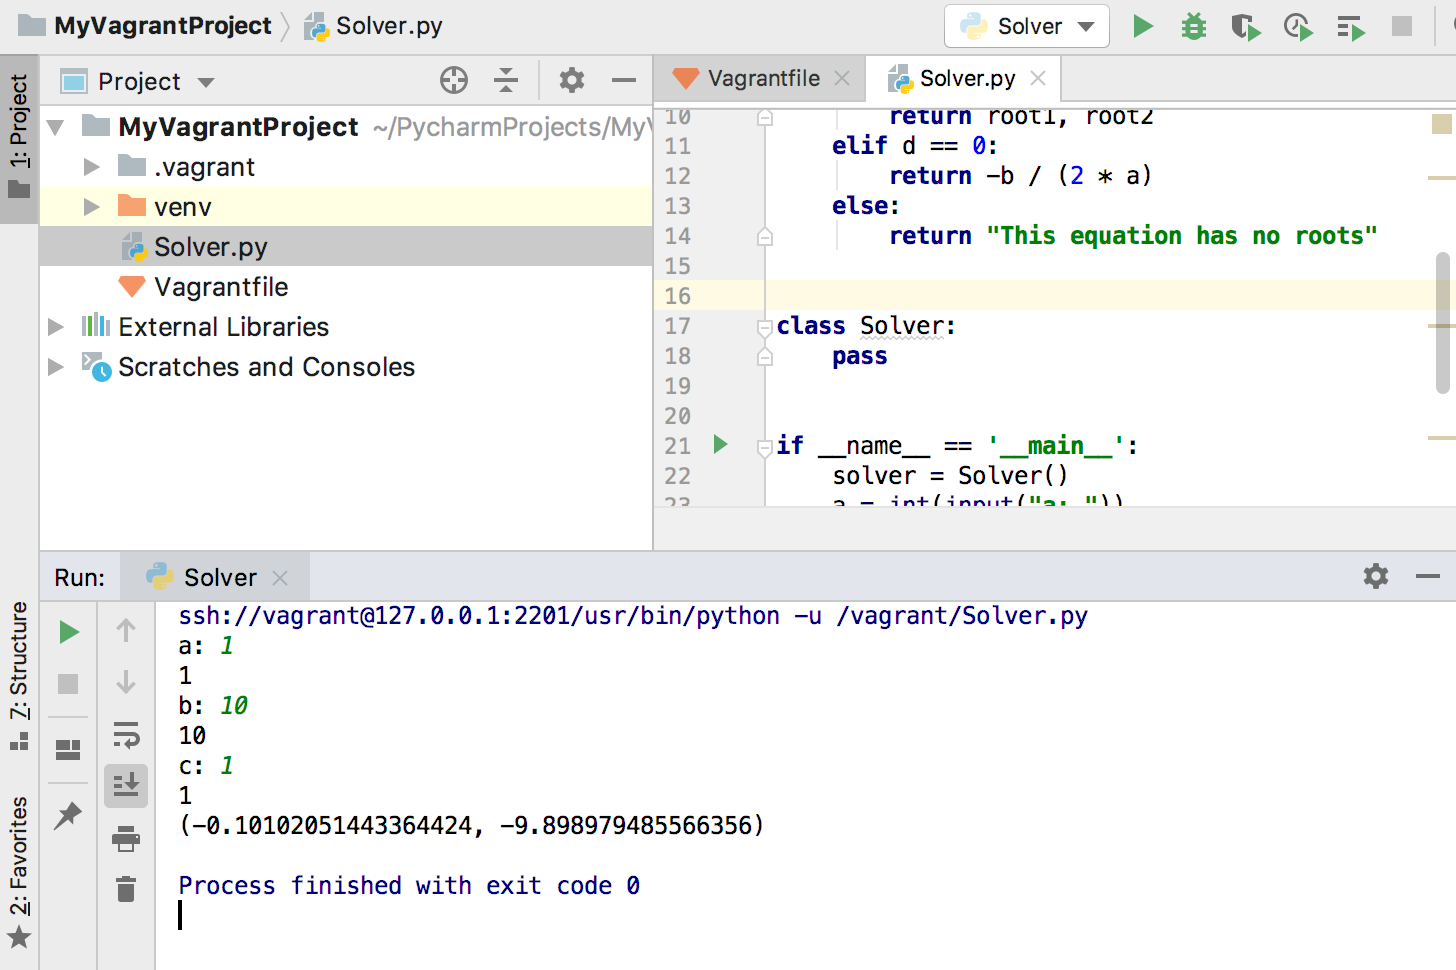 MyVagrantProject Solver.py
Solver
1: Project
Project
MyVagrantProject ~/PycharmProjects/MyV
.vagrant
venv
Solver.py
Vagrantfile
External Libraries
Scratches and Consoles
Vagrantfile
Solver.py
10 return root1, root2
11 elif d == 0:
12 return -b / (2 * a)
13 else:
14 return "This equation has no roots"
15
16
17 class Solver:
18 pass
19
20
21 if __name__ == '__main__':
22 solver = Solver()
23 a = int(input("a: "))
Run: Solver
7: Structure
2: Favorites
ssh://vagrant@127.0.0.1:2201/usr/bin/python -u /vagrant/Solver.py
a: 1
1
b: 10
10
c: 1
1
(-0.10102051443364424, -9.898979485566356)
Process finished with exit code 0